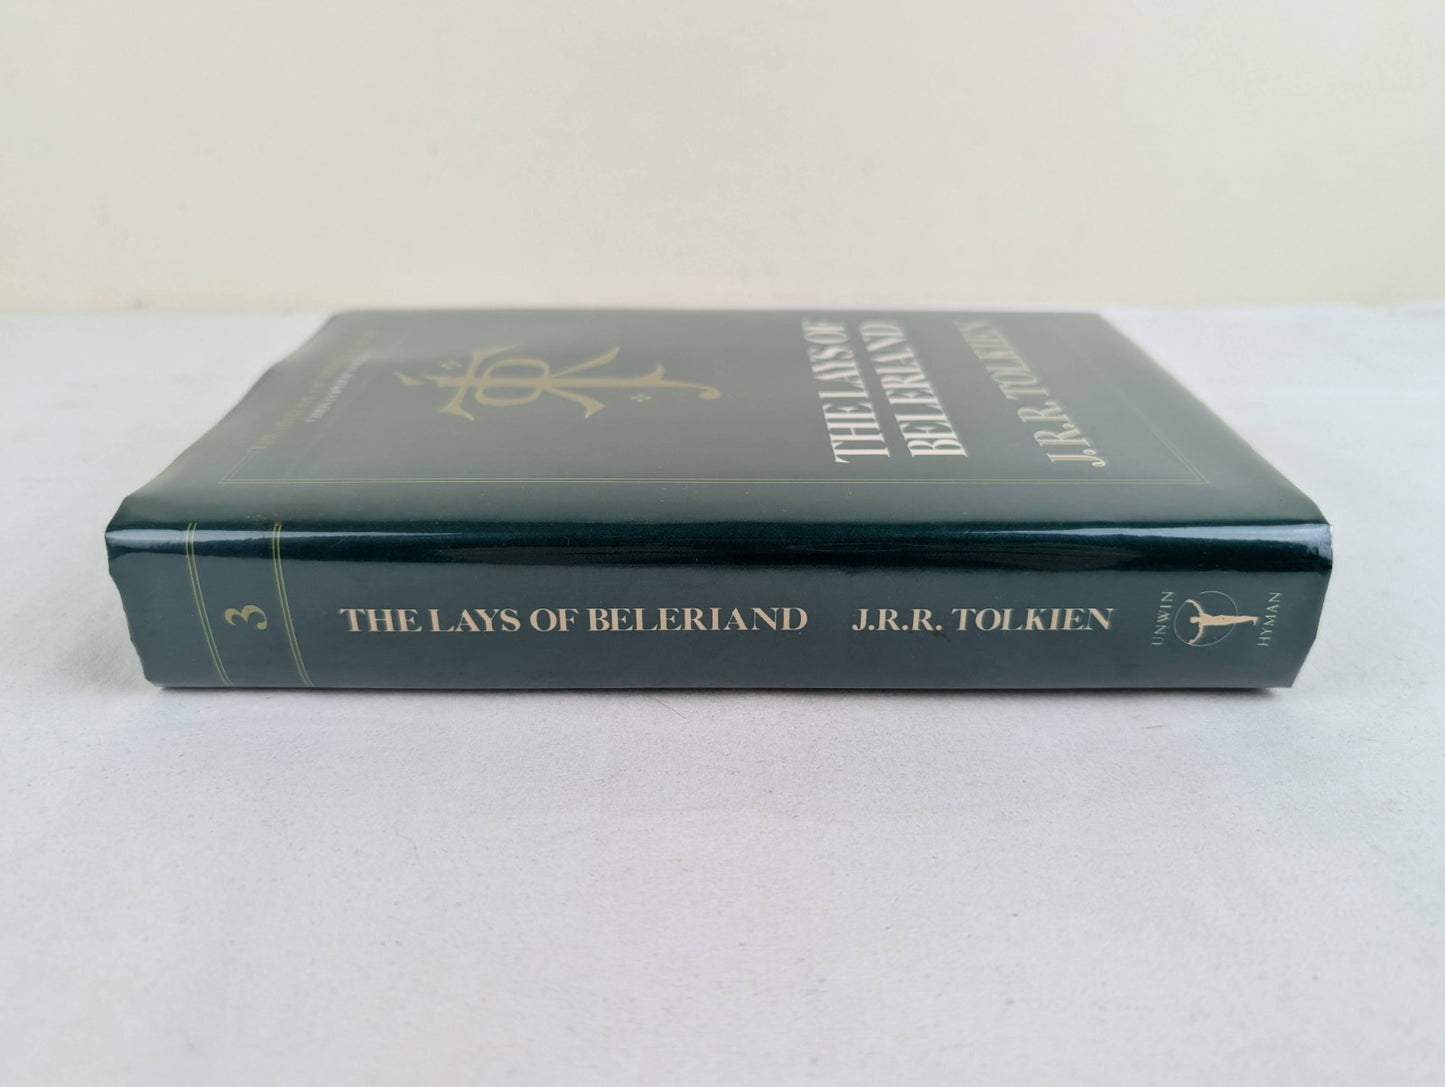 THE LAYS OF
BELERIAND
J.R.R. TOLKIEN
3
THE LAYS OF BELERIAND
J.R.R. TOLKIEN
UNWIN
HYMAN